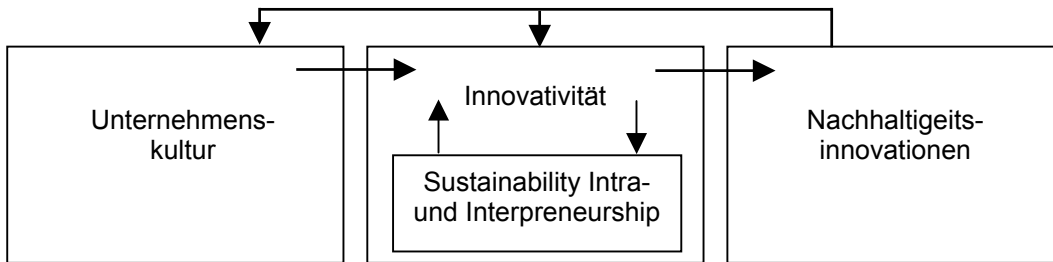 Unternehmens-
kultur
Innovativität
Sustainability Intra-
und Interpreneurship
Nachhaltigeits-
innovationen